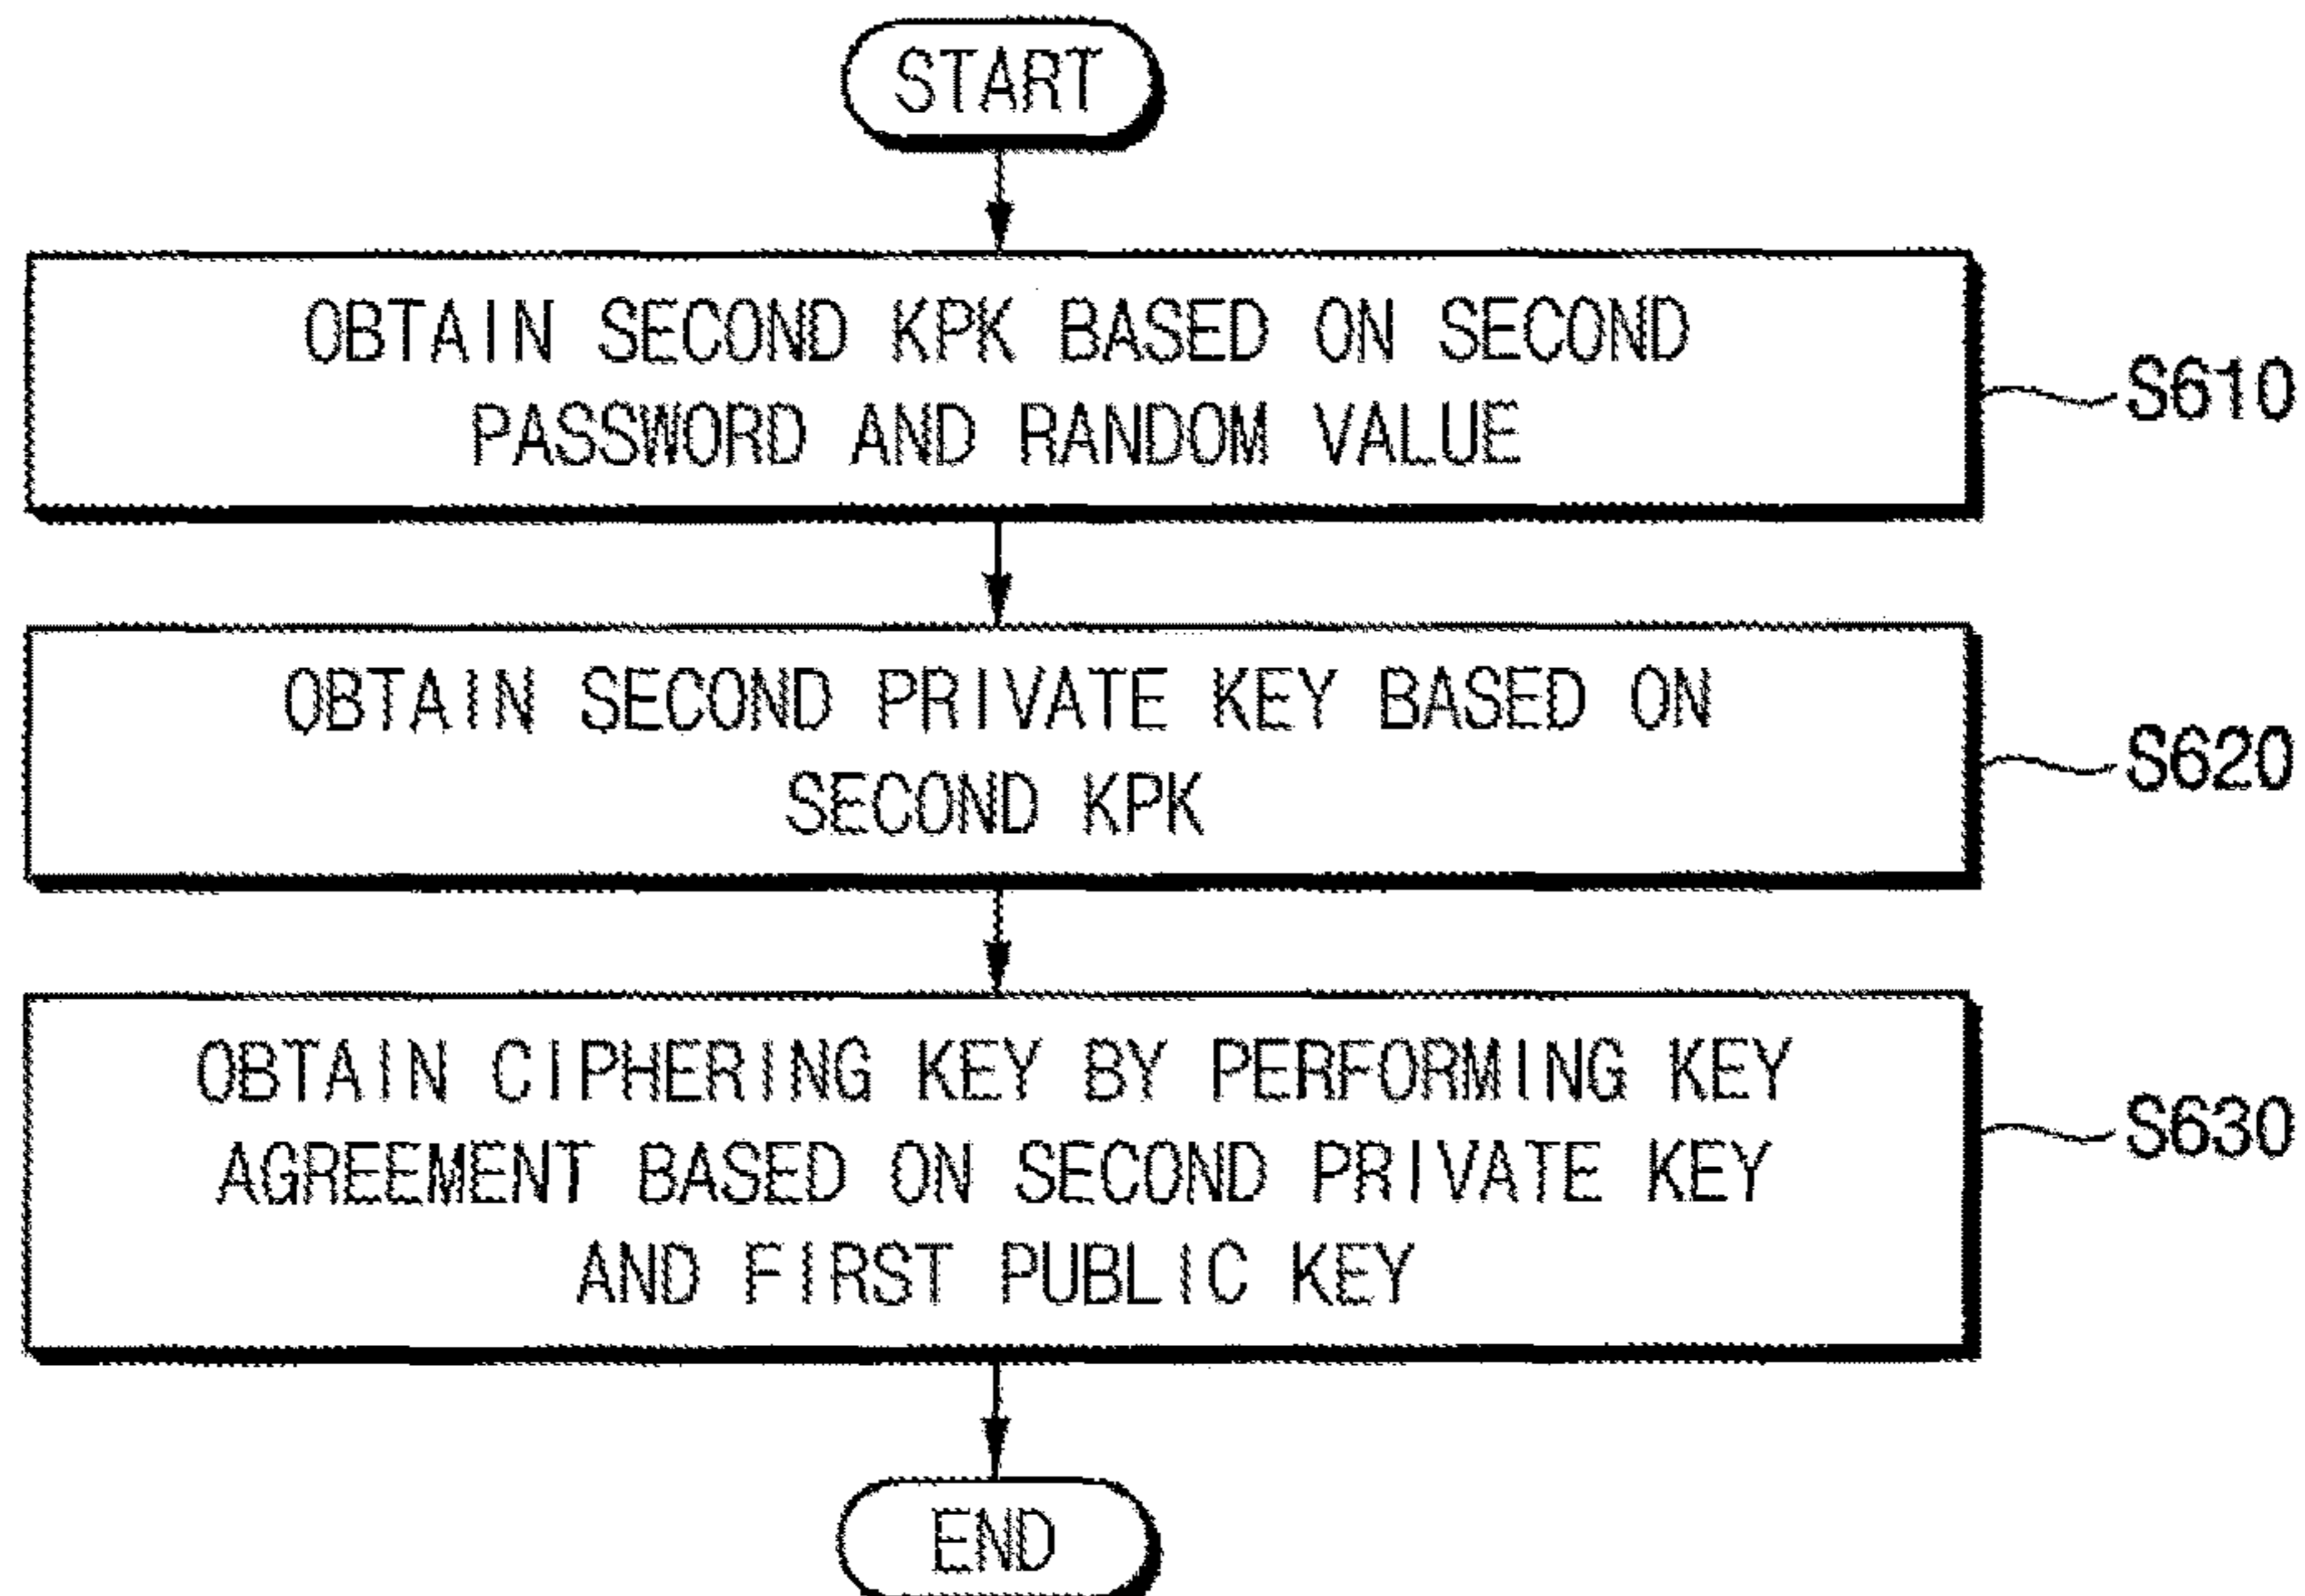 START
OBTAIN SECOND KPK BASED ON SECOND
PASSWORD AND RANDOM VALUE
S610
OBTAIN SECOND PRIVATE KEY BASED ON
SECOND KPK
S620
OBTAIN CIPHERING KEY BY PERFORMING KEY
AGREEMENT BASED ON SECOND PRIVATE KEY
AND FIRST PUBLIC KEY
S630
END